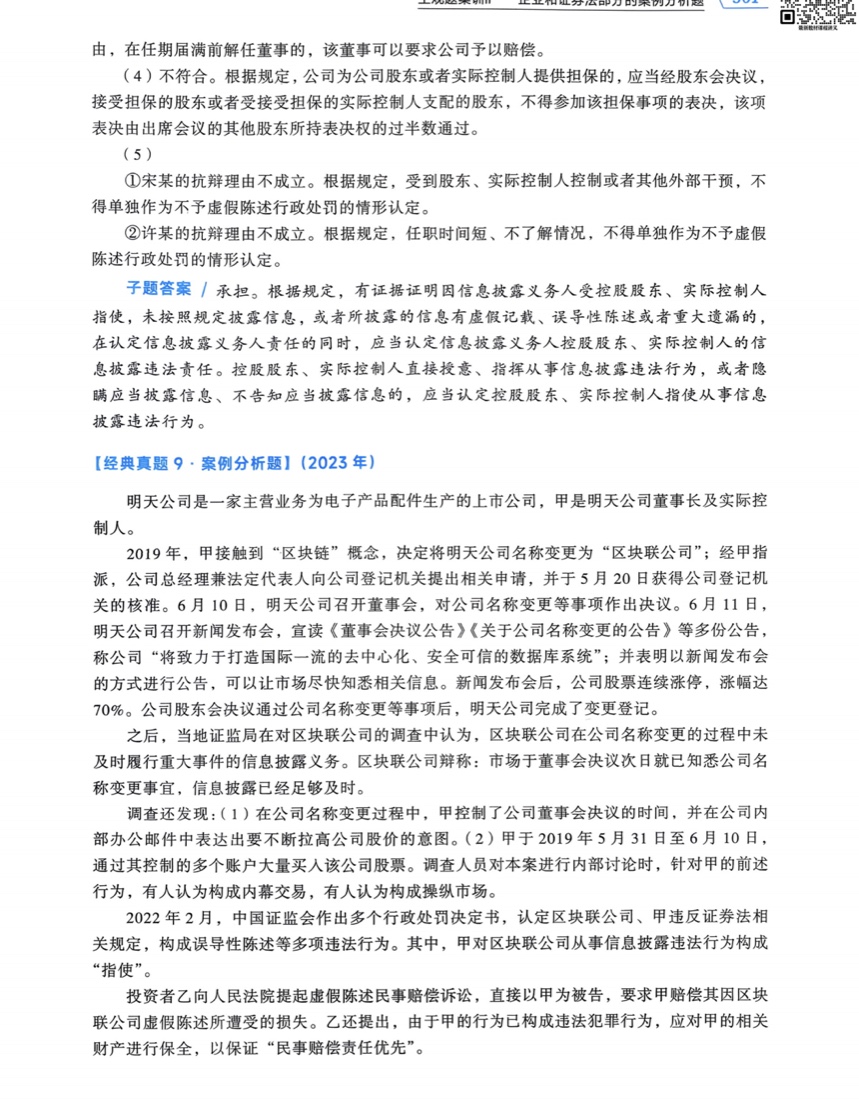 主观题集训II 企业和证券法部分的案例分析题 361
由，在任期届满前解任董事的，该董事可以要求公司予以赔偿。
（4）不符合。根据规定，公司为公司股东或者实际控制人提供担保的，应当经股东会决议，
接受担保的股东或者受接受担保的实际控制人支配的股东，不得参加该担保事项的表决，该项
表决由出席会议的其他股东所持表决权的过半数通过。
（5）
①宋某的抗辩理由不成立。根据规定，受到股东、实际控制人控制或者其他外部干预，不
得单独作为不予虚假陈述行政处罚的情形认定。
②许某的抗辩理由不成立。根据规定，任职时间短、不了解情况，不得单独作为不予虚假
陈述行政处罚的情形认定。
子题答案 / 承担。根据规定，有证据证明因信息披露义务人受控股股东、实际控制人
指使，未按照规定披露信息，或者所披露的信息有虚假记载、误导性陈述或者重大遗漏的，
在认定信息披露义务人责任的同时，应当认定信息披露义务人控股股东、实际控制人的信
息披露违法责任。控股股东、实际控制人直接授意、指挥从事信息披露违法行为，或者隐
瞒应当披露信息、不告知应当披露信息的，应当认定控股股东、实际控制人指使从事信息
披露违法行为。
【经典真题 9 · 案例分析题】（2023 年）
明天公司是一家主营业务为电子产品配件生产的上市公司，甲是明天公司董事长及实际控
制人。
2019 年，甲接触到“区块链”概念，决定将明天公司名称变更为“区块联公司”；经甲指
派，公司总经理兼法定代表人向公司登记机关提出相关申请，并于 5 月 20 日获得公司登记机
关的核准。6 月 10 日，明天公司召开董事会，对公司名称变更等事项作出决议。6 月 11 日，
明天公司召开新闻发布会，宣读《董事会决议公告》《关于公司名称变更的公告》等多份公告，
称公司“将致力于打造国际一流的去中心化、安全可信的数据库系统”；并表明以新闻发布会
的方式进行公告，可以让市场尽快知悉相关信息。新闻发布会后，公司股票连续涨停，涨幅达
70%。公司股东会决议通过公司名称变更等事项后，明天公司完成了变更登记。
之后，当地证监局在对区块联公司的调查中认为，区块联公司在公司名称变更的过程中未
及时履行重大事件的信息披露义务。区块联公司辩称：市场于董事会决议次日就已知悉公司名
称变更事宜，信息披露已经足够及时。
调查还发现：（1）在公司名称变更过程中，甲控制了公司董事会决议的时间，并在公司内
部办公邮件中表达出要不断拉高公司股价的意图。（2）甲于 2019 年 5 月 31 日至 6 月 10 日，
通过其控制的多个账户大量买入该公司股票。调查人员对本案进行内部讨论时，针对甲的前述
行为，有人认为构成内幕交易，有人认为构成操纵市场。
2022 年 2 月，中国证监会作出多个行政处罚决定书，认定区块联公司、甲违反证券法相
关规定，构成误导性陈述等多项违法行为。其中，甲对区块联公司从事信息披露违法行为构成
“指使”。
投资者乙向人民法院提起虚假陈述民事赔偿诉讼，直接以甲为被告，要求甲赔偿其因区块
联公司虚假陈述所遭受的损失。乙还提出，由于甲的行为已构成违法犯罪行为，应对甲的相关
财产进行保全，以保证“民事赔偿责任优先”。